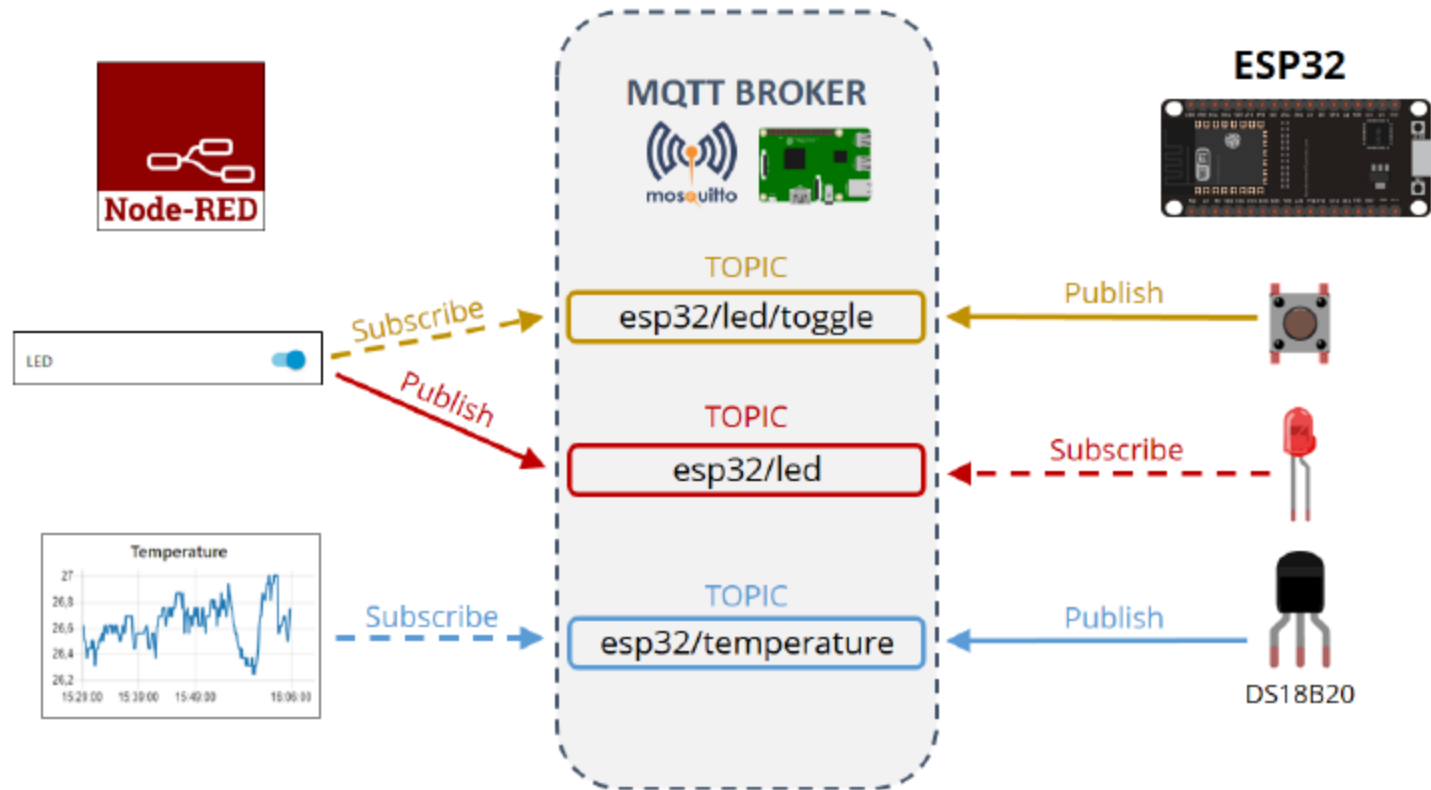 Node-RED
MQTT BROKER
mosquitto
ESP32
TOPIC
esp32/led/toggle
Subscribe
Publish
LED
Publish
TOPIC
esp32/led
Subscribe
Temperature
27
26,8
26,6
26,4
26,2
15:29:00 15:39:00 15:49:00 16:06:00
Subscribe
TOPIC
esp32/temperature
Publish
DS18B20